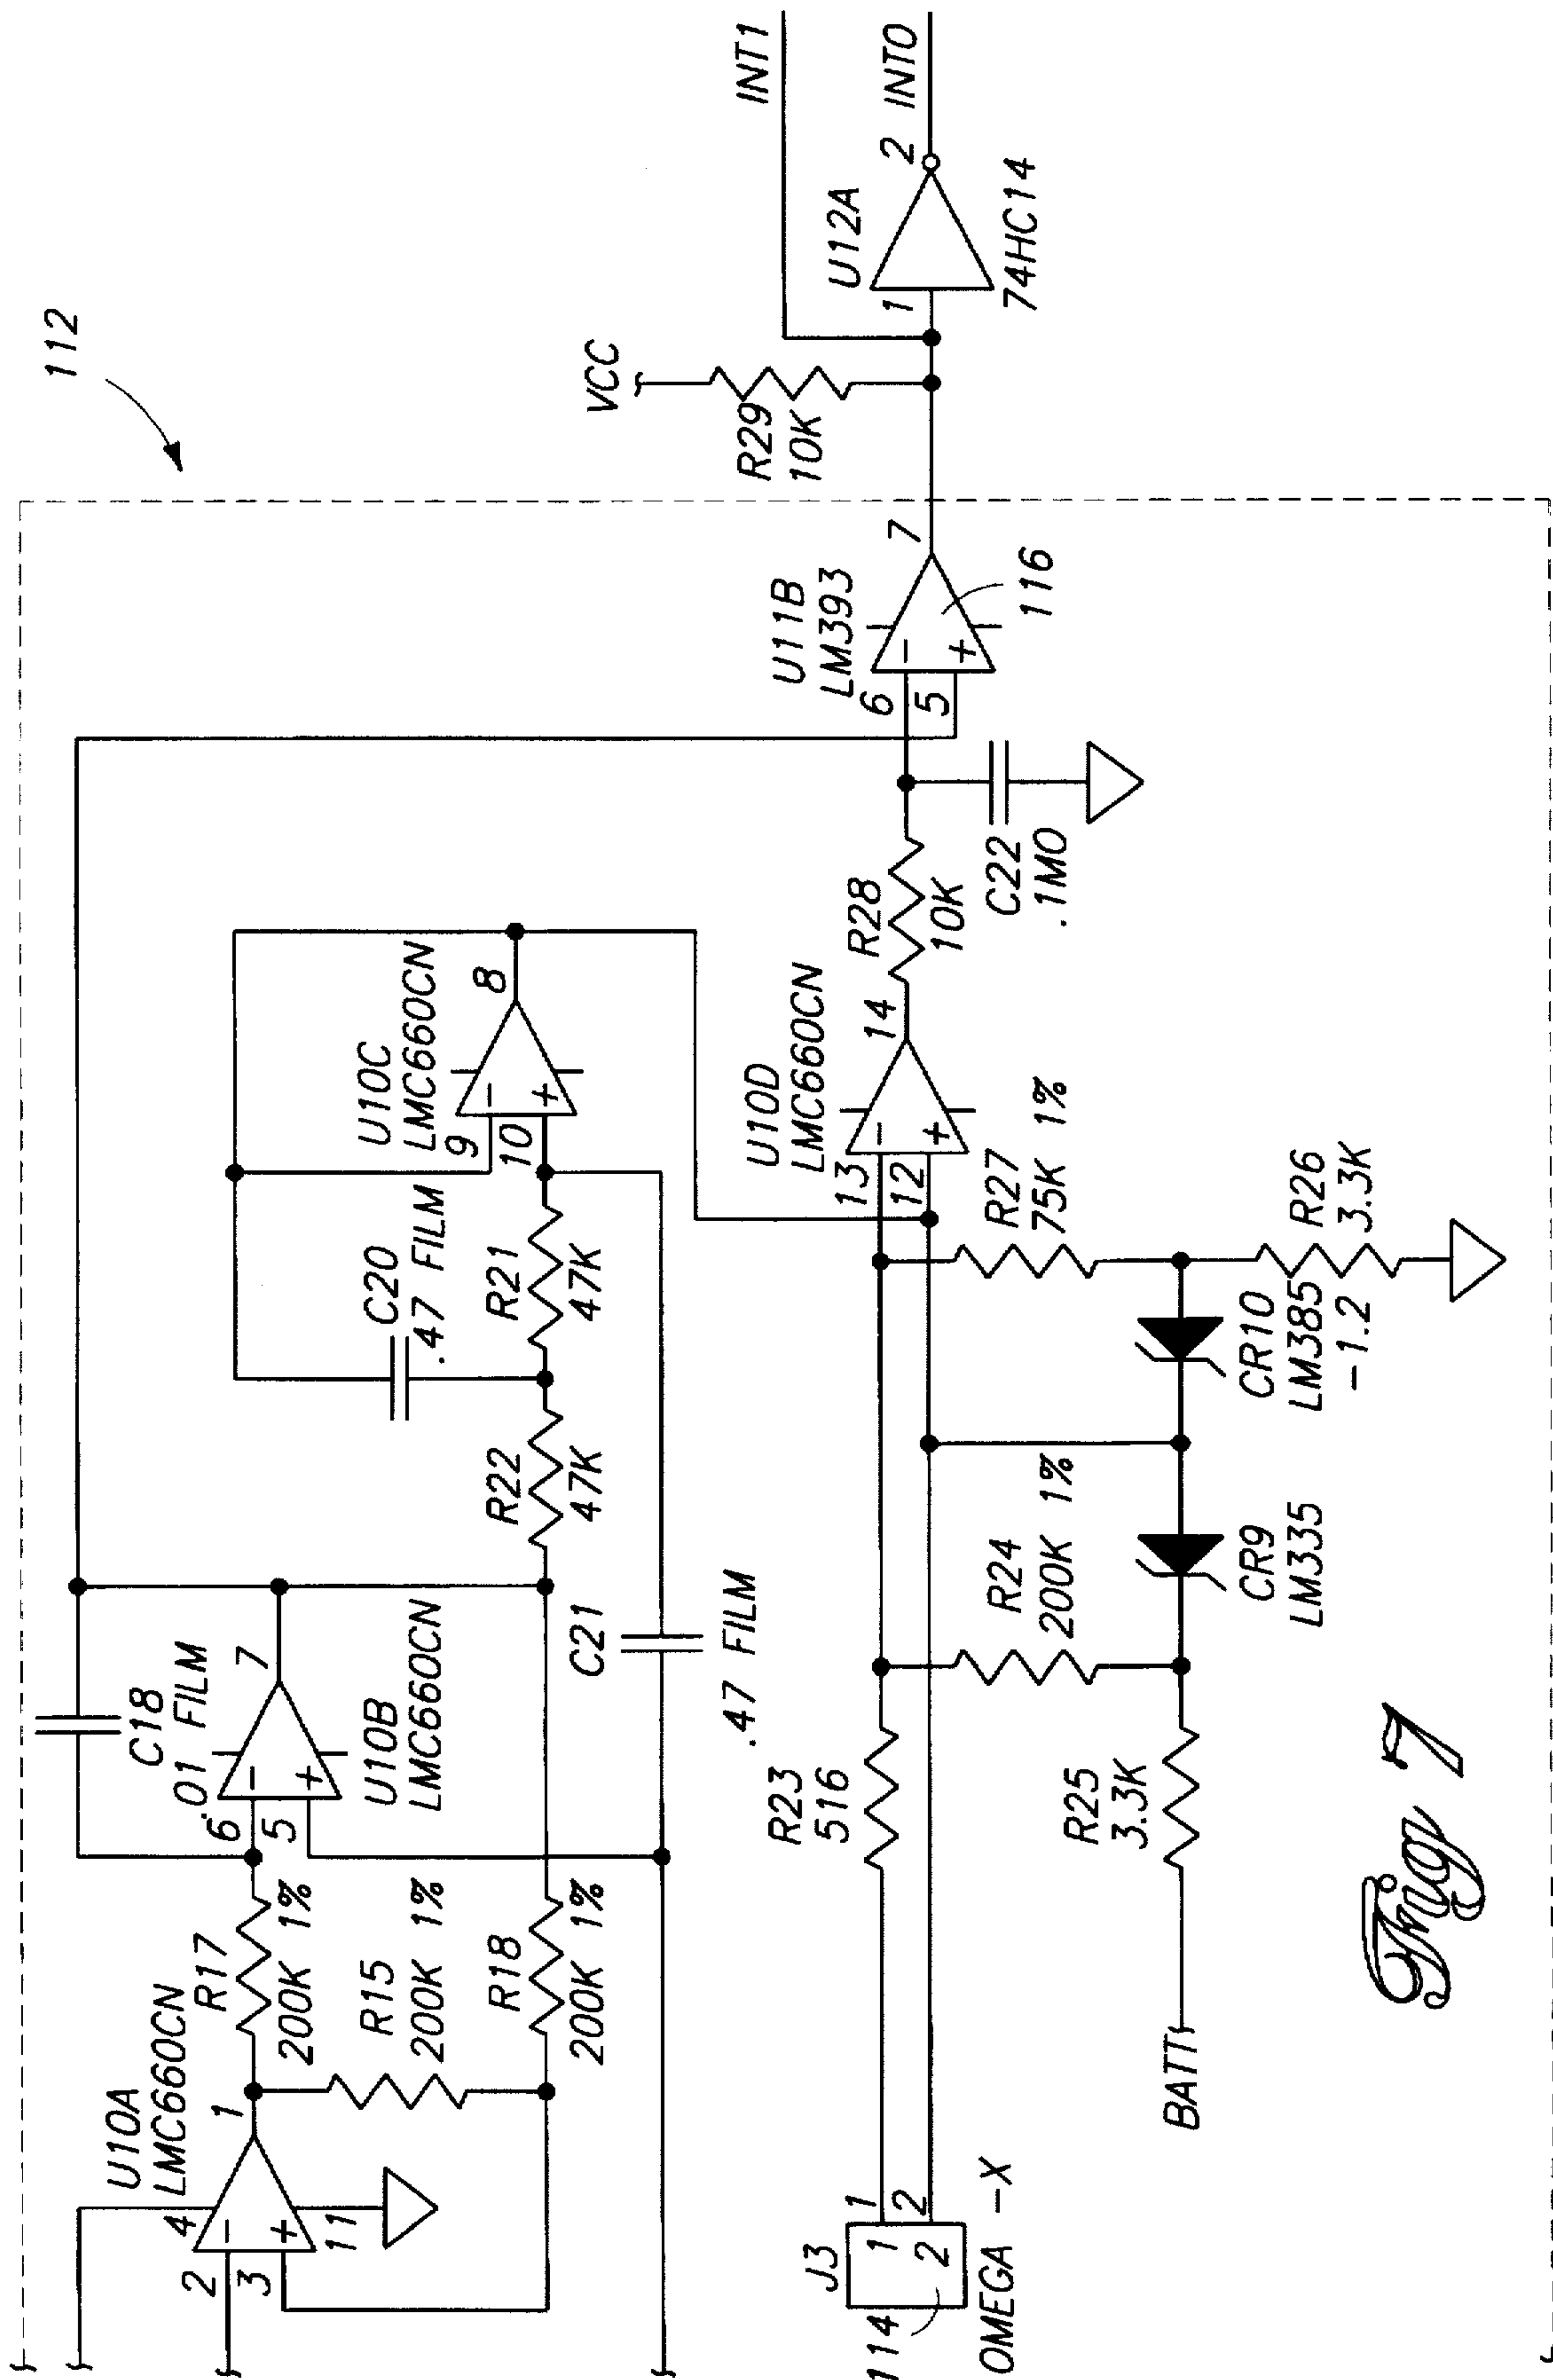 112
INT1
INT0
VCC
R29
10K
U12A
1
2
74HC14
U11B
LM393
6
5
7
116
U10A
LMC660CN
4
2
3
11
1
R17
200K 1%
R15
200K 1%
R18
200K 1%
C18
.01 FILM
6
5
7
U10B
LMC660CN
R22
47K
C20
.47 FILM
R21
47K
U10C
LMC660CN
9
10
8
C21
.47 FILM
J3
1
2
1
2
114
OMEGA -X
R23
516
R24
200K 1%
U10D
LMC660CN
13
12
14
R28
10K
C22
.1MO
R27
75K 1%
BATT
R25
3.3K
CR9
LM335
CR10
LM385
-1.2
R26
3.3K
Fig 7